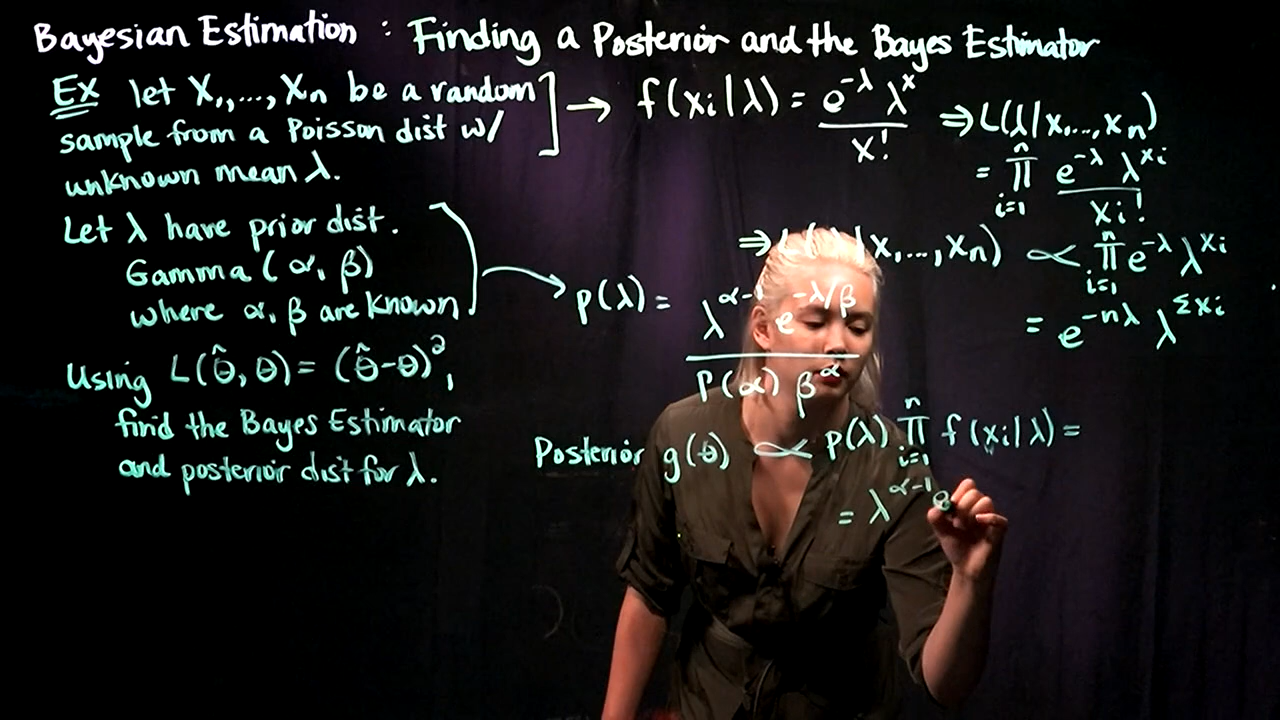 Bayesian Estimation : Finding a Posterior and the Bayes Estimator
Ex let X₁,...,Xn be a random
sample from a Poisson dist w/
unknown mean λ.
Let λ have prior dist.
Gamma (α, β)
where α, β are known
Using L(θ̂, θ) = (θ̂-θ)²,
find the Bayes Estimator
and posterior dist for λ.
→ f(xi|λ) = e^-λ λ^x / x!
⇒ L(λ|x,...,xn)
= ∏_{i=1}^{n} e^-λ λ^xi / xi!
⇒ L(λ|x,...,xn) ∝ ∏_{i=1}^{n} e^-λ λ^xi
= e^-nλ λ^Σxi
p(λ) = λ^α-1 e^-λ/β / Γ(α) β^α
Posterior g(θ) ∝ p(λ) ∏_{i=1}^{n} f(xi|λ) =
= λ^α-1 e